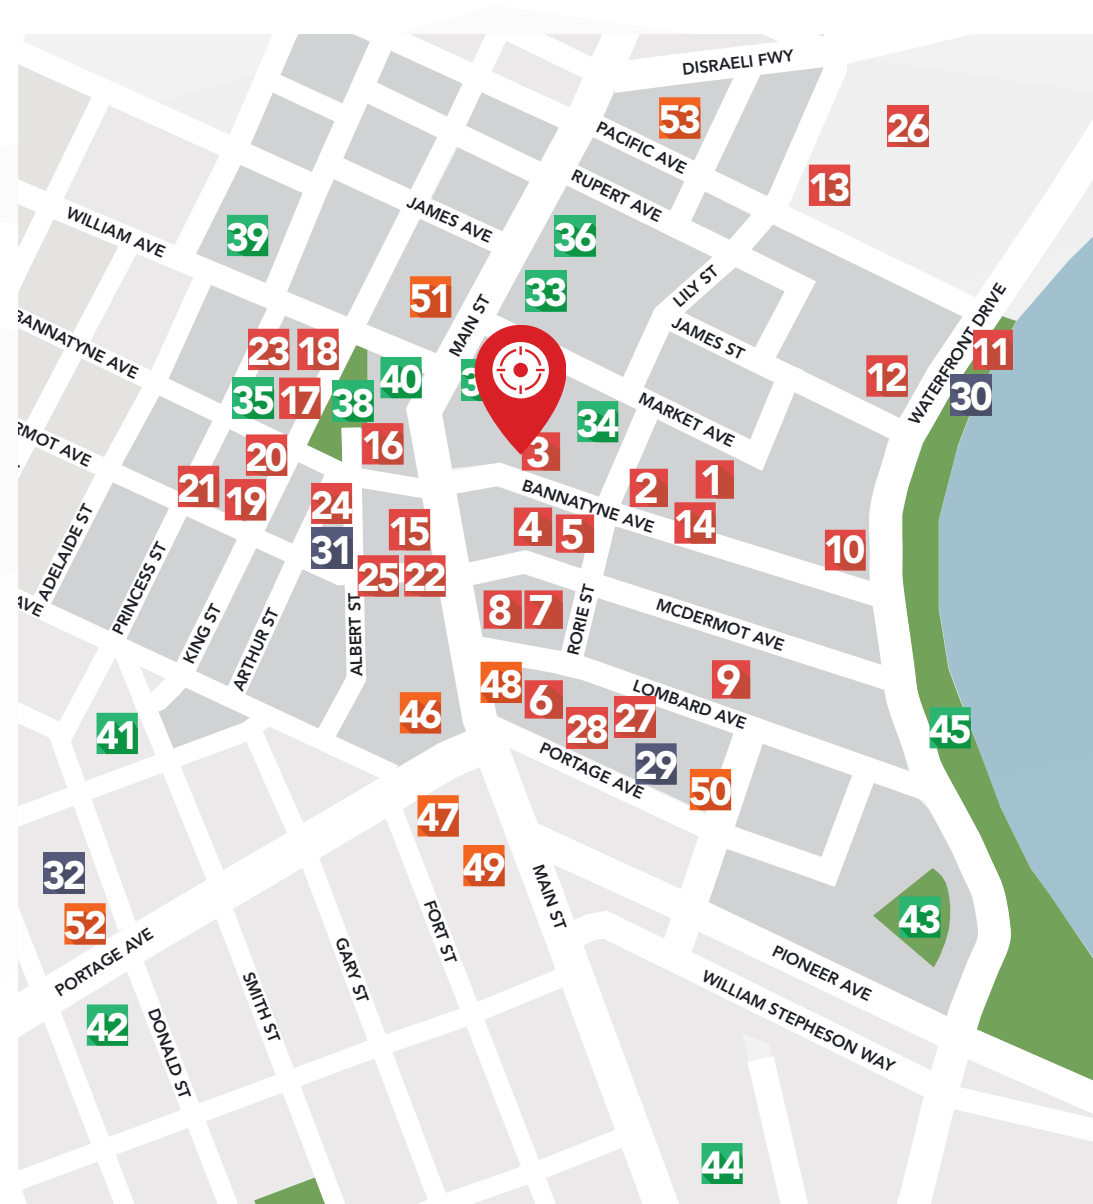 DISRAELI FWY
53
26
PACIFIC AVE
13
RUPERT AVE
WILLIAM AVE
39
JAMES AVE
36
LILY ST
33
51
MAIN ST
JAMES ST
WATERFRONT DRIVE
BANNATYNE AVE
23
18
11
40
12
30
35
17
38
34
MARKET AVE
RMOT AVE
16
20
3
21
19
2
1
24
BANNATYNE AVE
14
15
4
5
31
10
ADELAIDE ST
PRINCESS ST
25
22
AVE
KING ST
ARTHUR ST
ALBERT ST
8
7
RORIE ST
MCDERMOT AVE
48
6
9
LOMBARD AVE
46
28
27
41
45
PORTAGE AVE
29
50
47
49
32
MAIN ST
52
PORTAGE AVE
FORT ST
43
GARY ST
PIONEER AVE
42
SMITH ST
WILLIAM STEPHESON WAY
DONALD ST
44